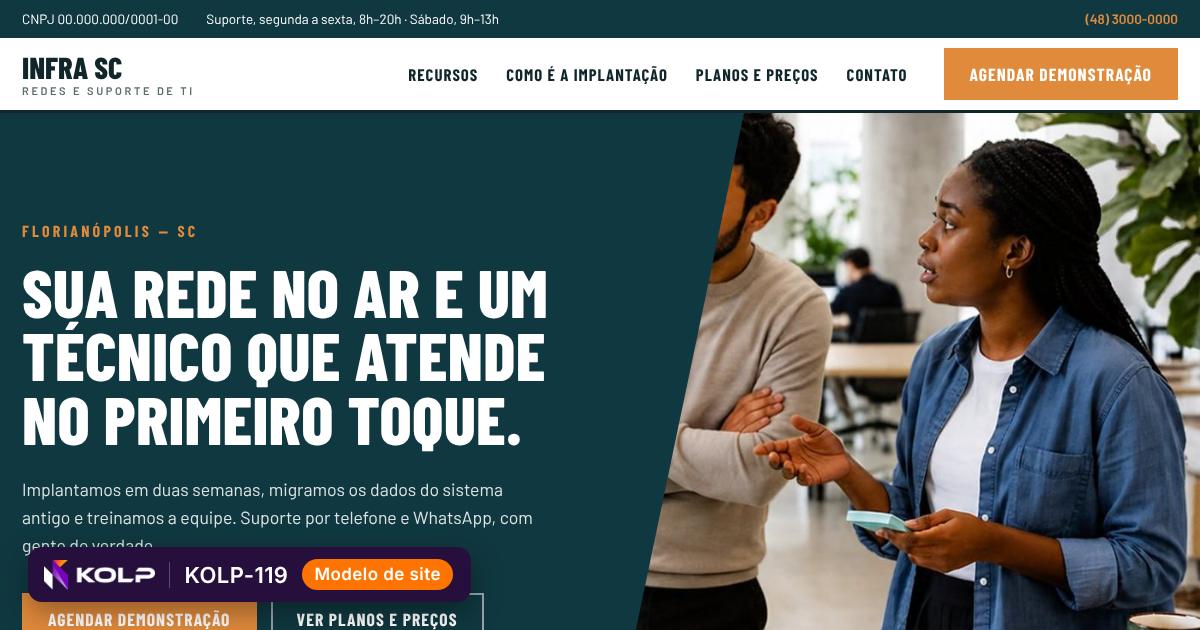 CNPJ 00.000.000/0001-00
Suporte, segunda a sexta, 8h–20h · Sábado, 9h–13h
(48) 3000-0000
INFRA SC
REDES E SUPORTE DE TI
RECURSOS
COMO É A IMPLANTAÇÃO
PLANOS E PREÇOS
CONTATO
AGENDAR DEMONSTRAÇÃO
FLORIANÓPOLIS — SC
SUA REDE NO AR E UM
TÉCNICO QUE ATENDE
NO PRIMEIRO TOQUE.
Implantamos em duas semanas, migramos os dados do sistema
antigo e treinamos a equipe. Suporte por telefone e WhatsApp, com
gente de verdade
KOLP
KOLP-119
Modelo de site
AGENDAR DEMONSTRAÇÃO
VER PLANOS E PREÇOS